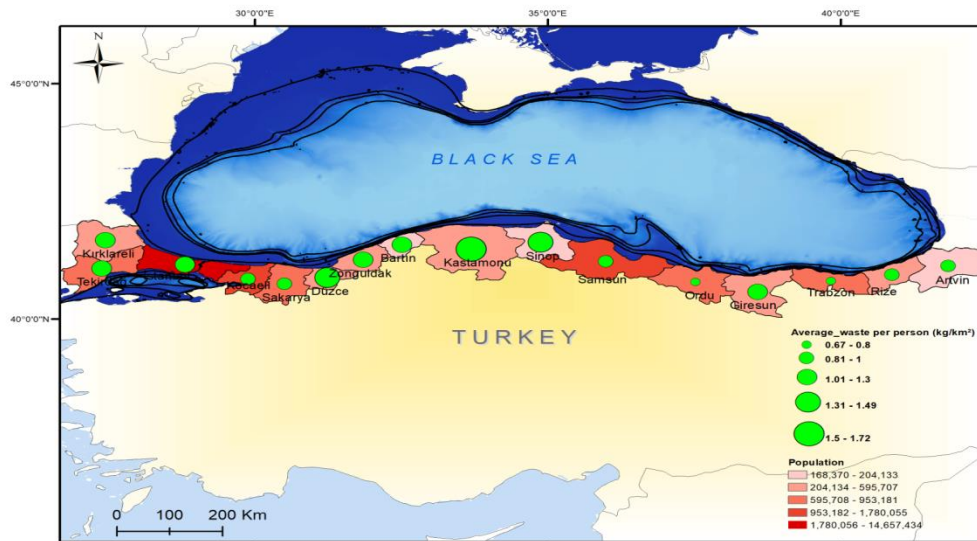 30°0'0"E 35°0'0"E 40°0'0"E
N
45°0'0"N
BLACK SEA
Kırklareli
Bartın
Sinop
Kastamonu
Zonguldak
Tekirdağ
Kocaeli
Düzce
Samsun
Artvin
Sakarya
Ordu
Trabzon
Rize
Giresun
40°0'0"N
TURKEY
Average_waste per person (kg/km²)
0.67 - 0.8
0.81 - 1
1.01 - 1.3
1.31 - 1.49
1.5 - 1.72
Population
168,370 - 204,133
204,134 - 595,707
595,708 - 953,181
953,182 - 1,780,055
1,780,056 - 14,657,434
0 100 200 Km